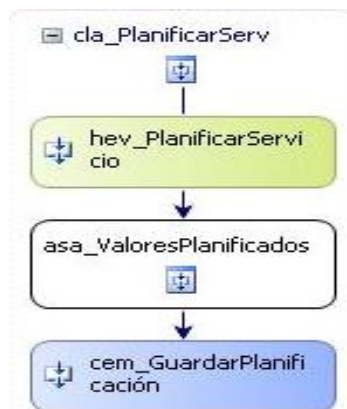 cla_PlanificarServ
hev_PlanificarServi
cio
asa_ValoresPlanificados
cem_GuardarPlanifi
cación